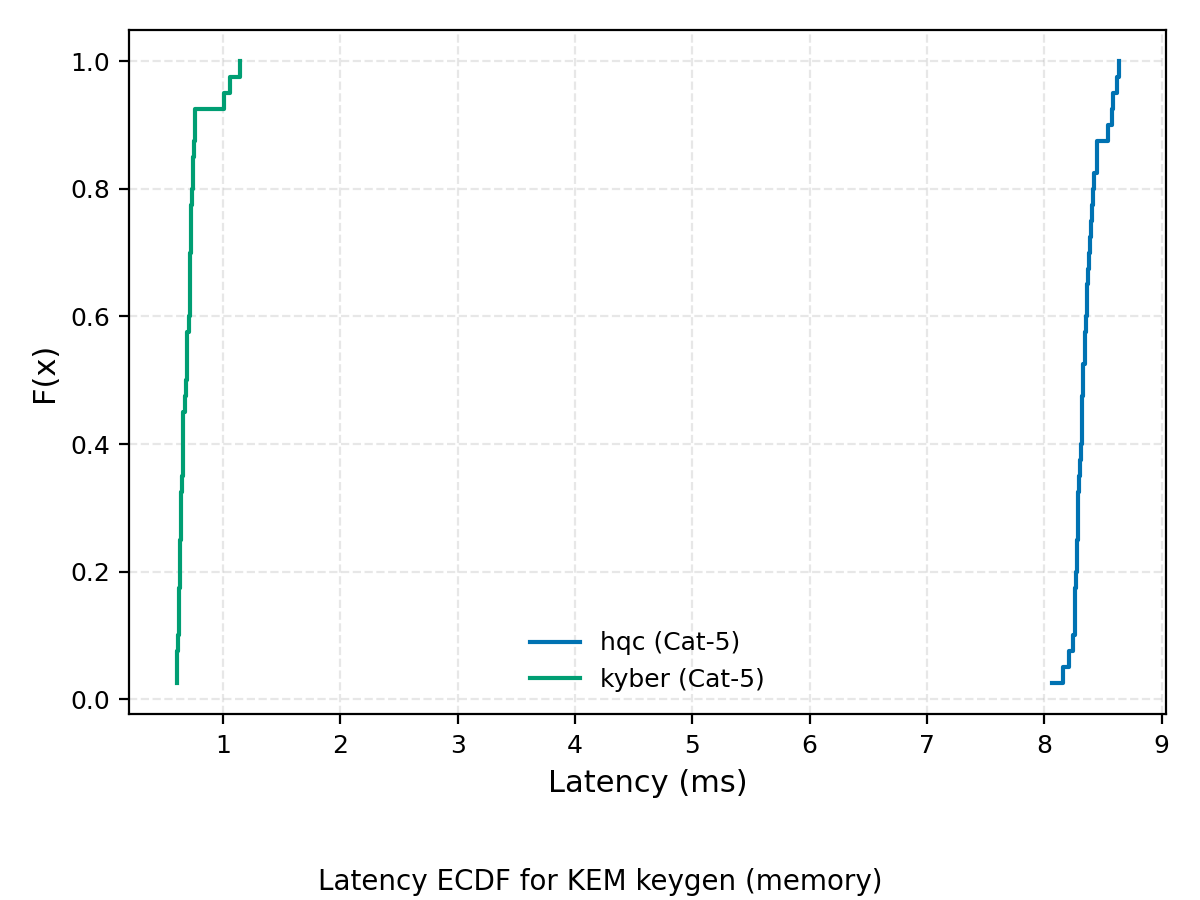 1.0
0.8
0.6
0.4
0.2
0.0
F(x)
hqc (Cat-5)
kyber (Cat-5)
1 2 3 4 5 6 7 8 9
Latency (ms)
Latency ECDF for KEM keygen (memory)